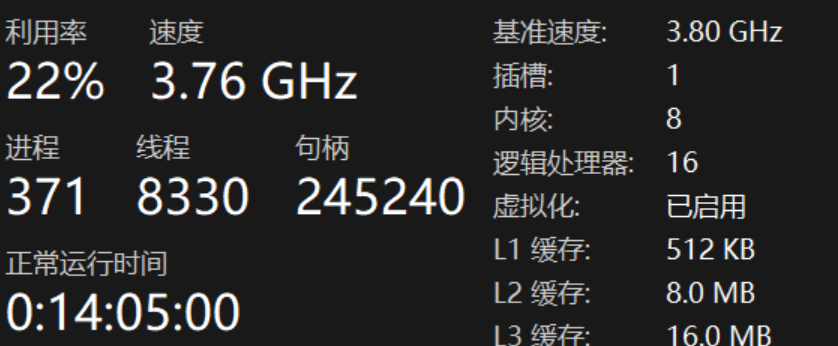 利用率 速度
22% 3.76 GHz
进程 线程 句柄
371 8330 245240
正常运行时间
0:14:05:00
基准速度: 3.80 GHz
插槽: 1
内核: 8
逻辑处理器: 16
虚拟化: 已启用
L1 缓存: 512 KB
L2 缓存: 8.0 MB
L3 缓存: 16.0 MB